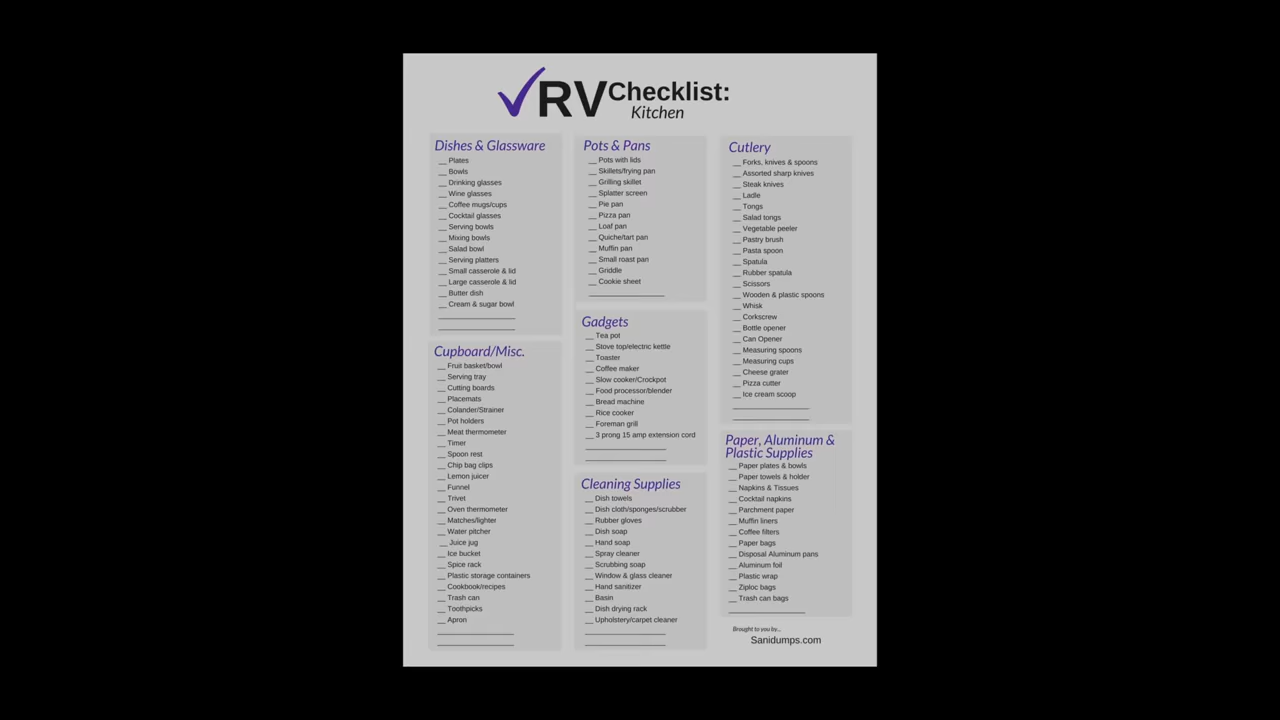 RV Checklist:
Kitchen
Dishes & Glassware
__ Plates
__ Bowls
__ Drinking glasses
__ Wine glasses
__ Coffee mugs/cups
__ Cocktail glasses
__ Serving bowls
__ Mixing bowls
__ Salad bowl
__ Serving platters
__ Small casserole & lid
__ Large casserole & lid
__ Butter dish
__ Cream & sugar bowl
Cupboard/Misc.
__ Fruit basket/bowl
__ Serving tray
__ Cutting boards
__ Placemats
__ Colander/Strainer
__ Pot holders
__ Meat thermometer
__ Timer
__ Spoon rest
__ Chip bag clips
__ Lemon juicer
__ Funnel
__ Trivet
__ Oven thermometer
__ Matches/lighter
__ Water pitcher
__ Juice jug
__ Ice bucket
__ Spice rack
__ Plastic storage containers
__ Cookbook/recipes
__ Trash can
__ Toothpicks
__ Apron
Pots & Pans
__ Pots with lids
__ Skillets/frying pan
__ Grilling skillet
__ Splatter screen
__ Pie pan
__ Pizza pan
__ Loaf pan
__ Quiche/tart pan
__ Muffin pan
__ Small roast pan
__ Griddle
__ Cookie sheet
Gadgets
__ Tea pot
__ Stove top/electric kettle
__ Toaster
__ Coffee maker
__ Slow cooker/Crockpot
__ Food processor/blender
__ Bread machine
__ Rice cooker
__ Foreman grill
__ 3 prong 15 amp extension cord
Cleaning Supplies
__ Dish towels
__ Dish cloth/sponges/scrubber
__ Rubber gloves
__ Dish soap
__ Hand soap
__ Spray cleaner
__ Scrubbing soap
__ Window & glass cleaner
__ Hand sanitizer
__ Basin
__ Dish drying rack
__ Upholstery/carpet cleaner
Cutlery
__ Forks, knives & spoons
__ Assorted sharp knives
__ Steak knives
__ Ladle
__ Tongs
__ Salad tongs
__ Vegetable peeler
__ Pastry brush
__ Pasta spoon
__ Spatula
__ Rubber spatula
__ Scissors
__ Wooden & plastic spoons
__ Whisk
__ Corkscrew
__ Bottle opener
__ Can Opener
__ Measuring spoons
__ Measuring cups
__ Cheese grater
__ Pizza cutter
__ Ice cream scoop
Paper, Aluminum &
Plastic Supplies
__ Paper plates & bowls
__ Paper towels & holder
__ Napkins & Tissues
__ Cocktail napkins
__ Parchment paper
__ Muffin liners
__ Coffee filters
__ Paper bags
__ Disposal Aluminum pans
__ Aluminum foil
__ Plastic wrap
__ Ziploc bags
__ Trash can bags
Brought to you by...
Sanidumps.com